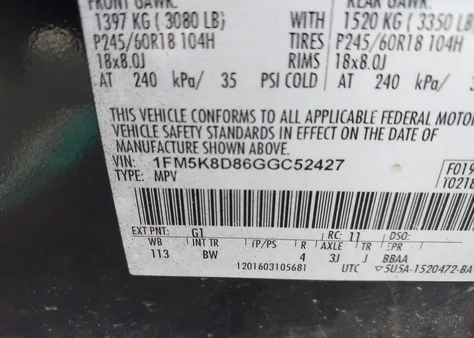 FRONT GAWR: REAR GAWR:
1397 KG (3080 LB) WITH 1520 KG (3350 LB)
P245/60R18 104H TIRES P245/60R18 104H
18x8.0J RIMS 18x8.0J
AT 240 kPa/ 35 PSI COLD AT 240 kPa/
THIS VEHICLE CONFORMS TO ALL APPLICABLE FEDERAL MOTOR
VEHICLE SAFETY STANDARDS IN EFFECT ON THE DATE OF
MANUFACTURE SHOWN ABOVE.
VIN: 1FM5K8D86GGC52427
TYPE: MPV
EXT PNT: G1 RC: 11 DSO:
WB INT TR TP/PS R AXLE TR SPR
113 BW 4 3J J BBAA
1201603105681 UTC 5U5A-1520472-BA